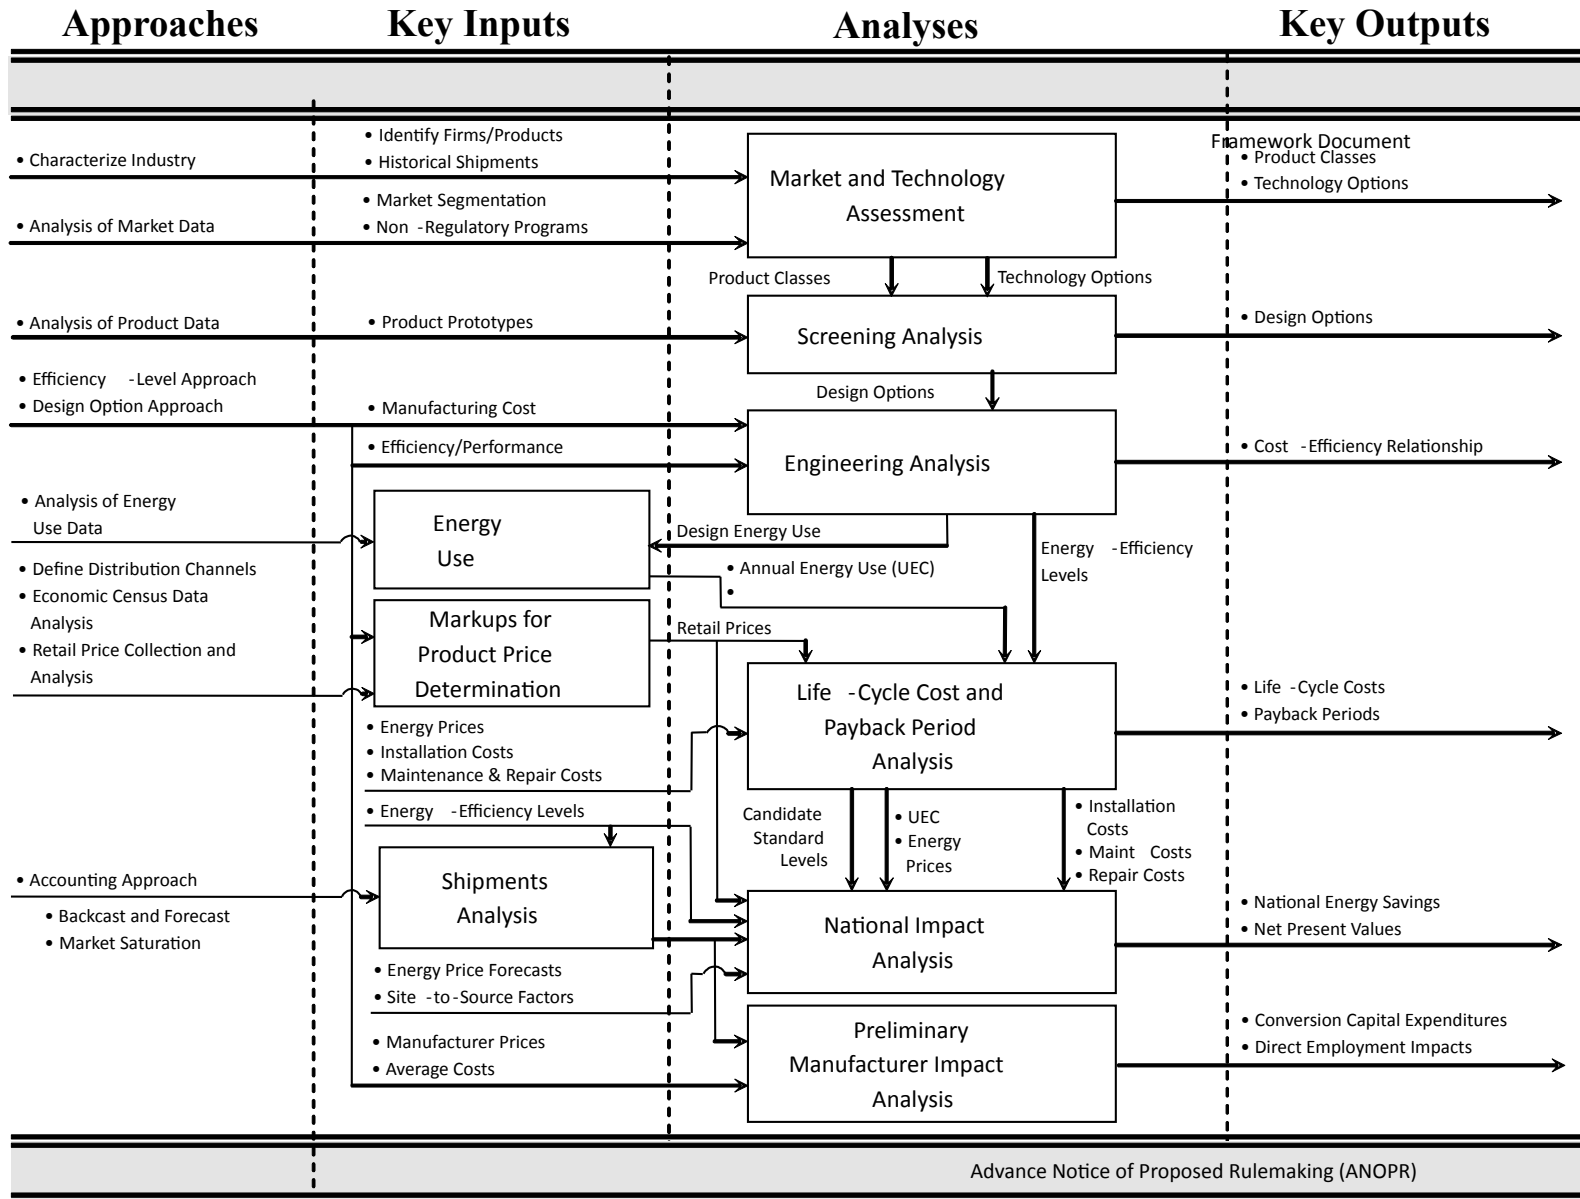 Approaches
Key Inputs
Analyses
Key Outputs
Framework Document
• Characterize Industry
• Analysis of Market Data
• Identify Firms/Products
• Historical Shipments
• Market Segmentation
• Non -Regulatory Programs
Market and Technology
Assessment
• Product Classes
• Technology Options
Product Classes
Technology Options
• Analysis of Product Data
• Product Prototypes
Screening Analysis
• Design Options
Design Options
• Efficiency -Level Approach
• Design Option Approach
• Manufacturing Cost
• Efficiency/Performance
Engineering Analysis
• Cost -Efficiency Relationship
• Analysis of Energy
Use Data
Energy
Use
Design Energy Use
• Annual Energy Use (UEC)
•
Energy -Efficiency
Levels
• Define Distribution Channels
• Economic Census Data
Analysis
• Retail Price Collection and
Analysis
Markups for
Product Price
Determination
Retail Prices
• Energy Prices
• Installation Costs
• Maintenance & Repair Costs
Life -Cycle Cost and
Payback Period
Analysis
• Life -Cycle Costs
• Payback Periods
• Energy -Efficiency Levels
Candidate
Standard
Levels
• UEC
• Energy
Prices
• Installation
Costs
• Maint Costs
• Repair Costs
• Accounting Approach
• Backcast and Forecast
• Market Saturation
Shipments
Analysis
National Impact
Analysis
• National Energy Savings
• Net Present Values
• Energy Price Forecasts
• Site -to-Source Factors
• Manufacturer Prices
• Average Costs
Preliminary
Manufacturer Impact
Analysis
• Conversion Capital Expenditures
• Direct Employment Impacts
Advance Notice of Proposed Rulemaking (ANOPR)